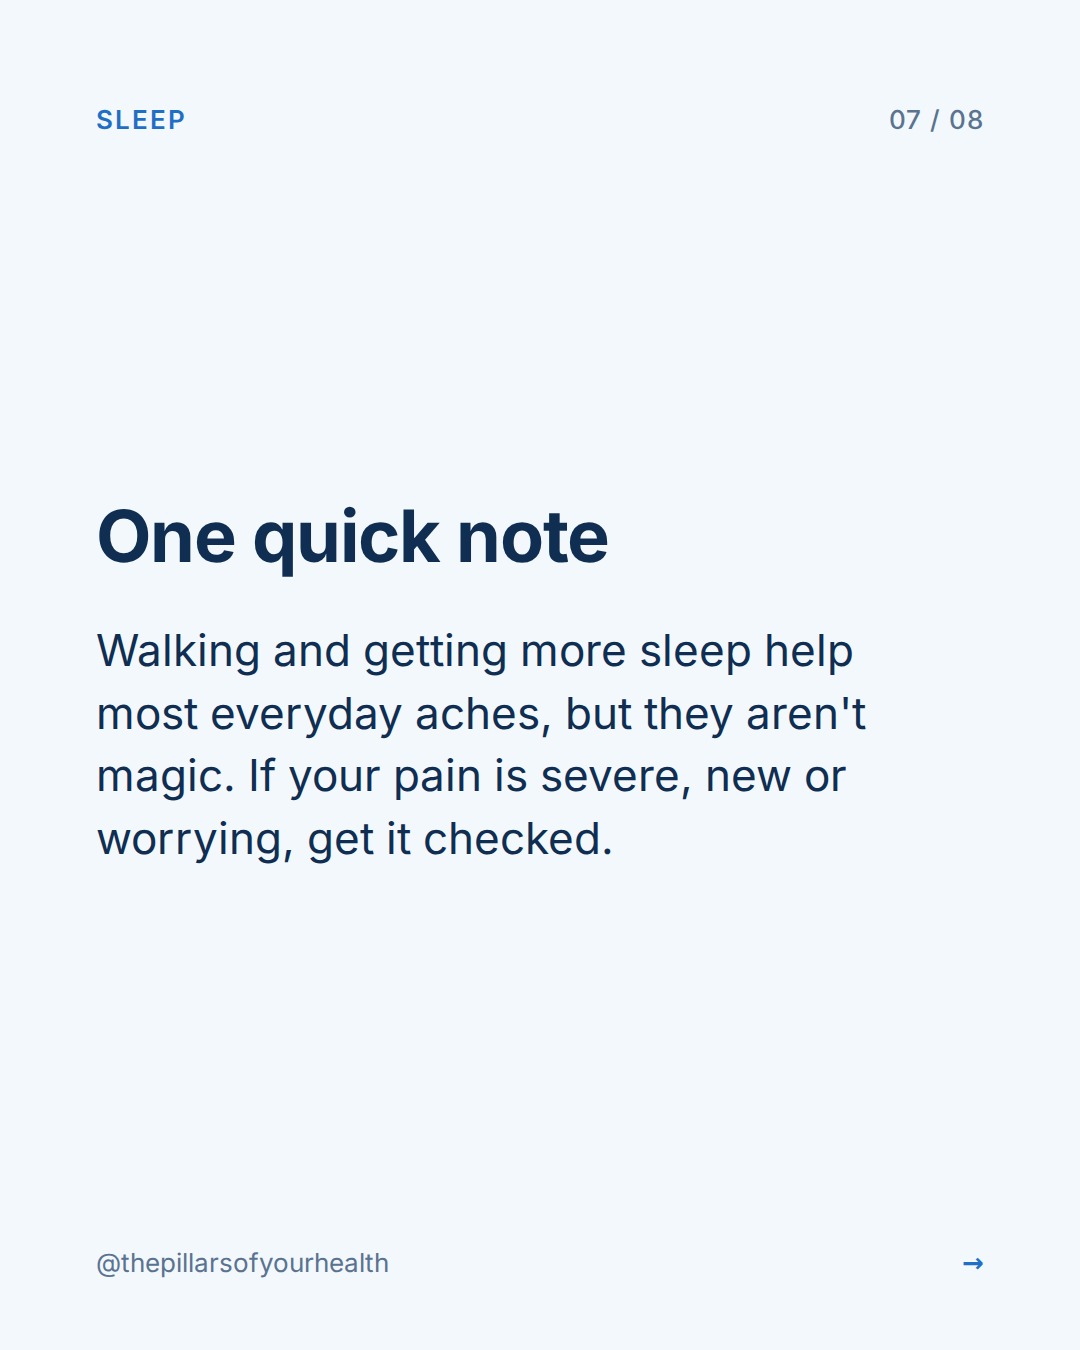 SLEEP
07 / 08
One quick note
Walking and getting more sleep help
most everyday aches, but they aren't
magic. If your pain is severe, new or
worrying, get it checked.
@thepillarsofyourhealth
→